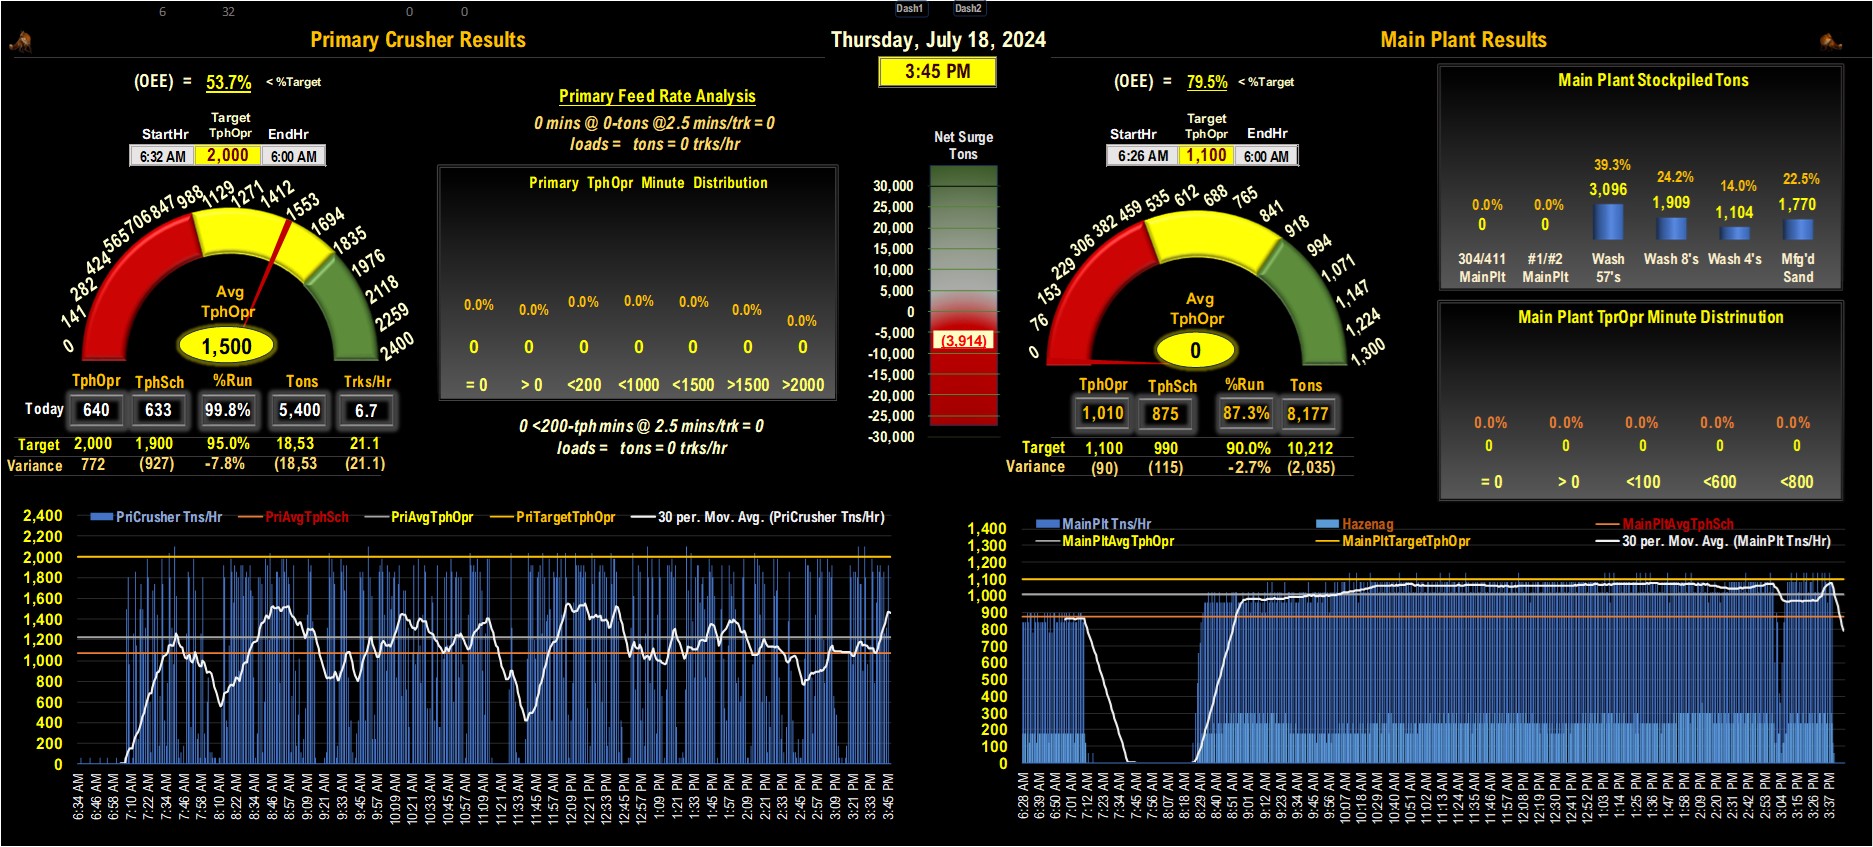 6 32 0 0 Dash1 Dash2
Primary Crusher Results
Thursday, July 18, 2024
Main Plant Results
3:45 PM
(OEE) = 53.7% < %Target
Target
StartHr TphOpr EndHr
6:32 AM 2,000 6:00 AM
0 141 282 424 565 706 847 988 1129 1271 1412 1553 1694 1835 1976 2118 2259 2400
Avg
TphOpr
1,500
TphOpr TphSch %Run Tons Trks/Hr
Today 640 633 99.8% 5,400 6.7
Target 2,000 1,900 95.0% 18,53 21.1
Variance 772 (927) -7.8% (18,53 (21.1)
Primary Feed Rate Analysis
0 mins @ 0-tons @2.5 mins/trk = 0
loads = tons = 0 trks/hr
Primary TphOpr Minute Distribution
0.0% 0.0% 0.0% 0.0% 0.0% 0.0% 0.0%
0 0 0 0 0 0 0
= 0 > 0 <200 <1000 <1500 >1500 >2000
0 <200-tph mins @ 2.5 mins/trk = 0
loads = tons = 0 trks/hr
Net Surge
Tons
30,000
25,000
20,000
15,000
10,000
5,000
0
-5,000
(3,914)
-10,000
-15,000
-20,000
-25,000
-30,000
(OEE) = 79.5% < %Target
Target
StartHr TphOpr EndHr
6:26 AM 1,100 6:00 AM
0 76 153 229 306 382 459 535 612 688 765 841 918 994 1,071 1,147 1,224 1,300
Avg
TphOpr
0
TphOpr TphSch %Run Tons
1,010 875 87.3% 8,177
Target 1,100 990 90.0% 10,212
Variance (90) (115) -2.7% (2,035)
Main Plant Stockpiled Tons
0.0% 0.0% 39.3% 24.2% 14.0% 22.5%
0 0 3,096 1,909 1,104 1,770
304/411 #1/#2 Wash Wash 8's Wash 4's Mfg'd
MainPlt MainPlt 57's Sand
Main Plant TprOpr Minute Distrinution
0.0% 0.0% 0.0% 0.0% 0.0%
0 0 0 0 0
= 0 > 0 <100 <600 <800
PriCrusher Tns/Hr PriAvgTphSch PriAvgTphOpr PriTargetTphOpr 30 per. Mov. Avg. (PriCrusher Tns/Hr)
2,400
2,200
2,000
1,800
1,600
1,400
1,200
1,000
800
600
400
200
0
6:34 AM 6:46 AM 6:58 AM 7:10 AM 7:22 AM 7:34 AM 7:46 AM 7:58 AM 8:10 AM 8:22 AM 8:34 AM 8:46 AM 8:57 AM 9:09 AM 9:21 AM 9:33 AM 9:45 AM 9:57 AM 10:09 AM 10:21 AM 10:33 AM 10:45 AM 10:57 AM 11:09 AM 11:21 AM 11:33 AM 11:45 AM 11:57 AM 12:09 PM 12:21 PM 12:33 PM 12:45 PM 12:57 PM 1:09 PM 1:21 PM 1:33 PM 1:45 PM 1:57 PM 2:09 PM 2:21 PM 2:33 PM 2:45 PM 2:57 PM 3:09 PM 3:21 PM 3:33 PM 3:45 PM
MainPlt Tns/Hr Hazenag MainPltAvgTphSch
MainPltAvgTphOpr MainPltTargetTphOpr 30 per. Mov. Avg. (MainPlt Tns/Hr)
1,400
1,300
1,200
1,100
1,000
900
800
700
600
500
400
300
200
100
0
6:28 AM 6:39 AM 6:50 AM 7:01 AM 7:12 AM 7:23 AM 7:34 AM 7:45 AM 7:56 AM 8:07 AM 8:18 AM 8:29 AM 8:40 AM 8:51 AM 9:01 AM 9:12 AM 9:23 AM 9:34 AM 9:45 AM 9:56 AM 10:07 AM 10:18 AM 10:29 AM 10:40 AM 10:51 AM 11:02 AM 11:13 AM 11:24 AM 11:35 AM 11:46 AM 11:57 AM 12:08 PM 12:19 PM 12:30 PM 12:41 PM 12:52 PM 1:03 PM 1:14 PM 1:25 PM 1:36 PM 1:47 PM 1:58 PM 2:09 PM 2:20 PM 2:31 PM 2:42 PM 2:53 PM 3:04 PM 3:15 PM 3:26 PM 3:37 PM